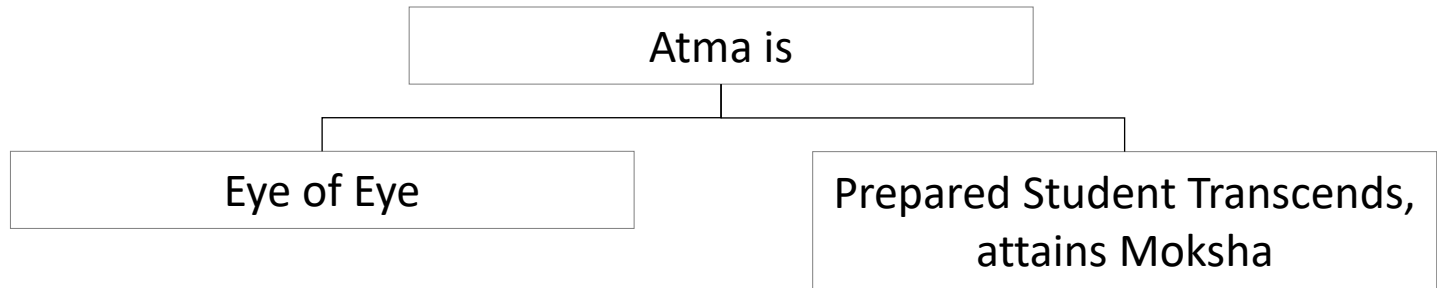 Atma is
Eye of Eye
Prepared Student Transcends,
attains Moksha